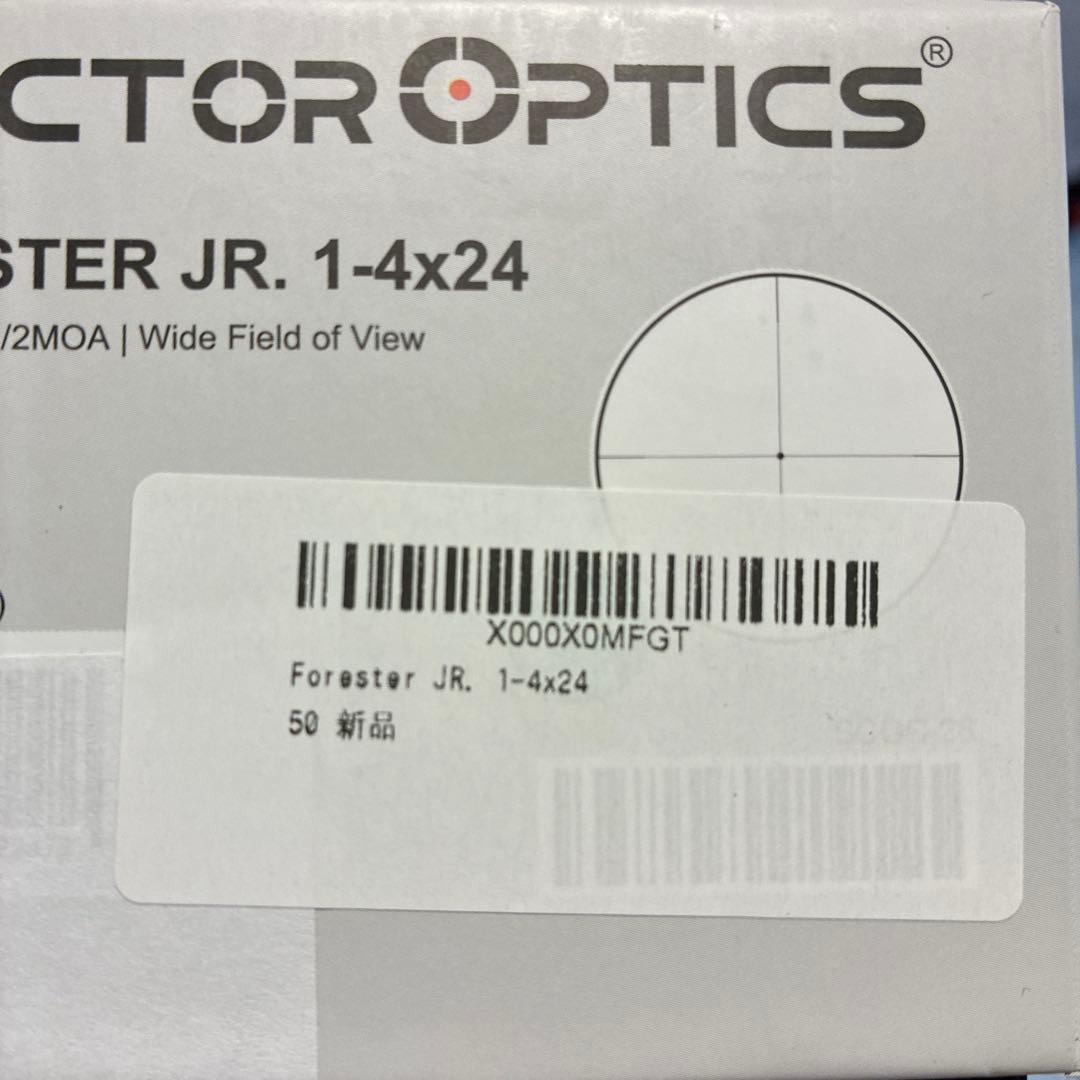 CTOR OPTICS®
STER JR. 1-4x24
/2MOA | Wide Field of View
X000X0MFGT
Forester JR. 1-4x24
50 新品